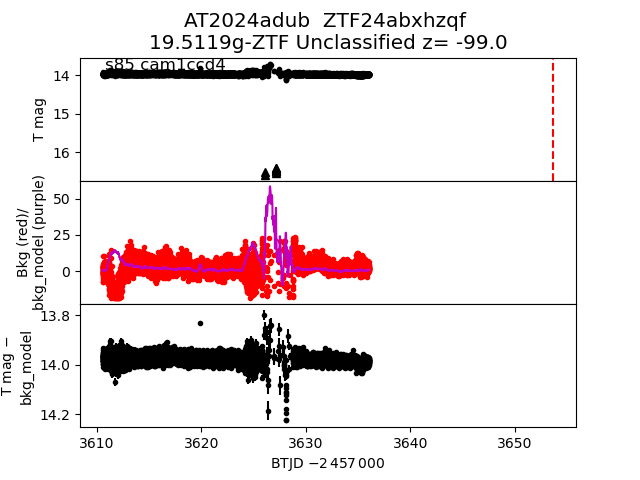 AT2024adub  ZTF24abxhzqf
19.5119g-ZTF Unclassified z= -99.0
s85 cam1ccd4
14
15
16
T mag
50
25
0
Bkg (red)/
bkg_model (purple)
13.8
14.0
14.2
T mag −
bkg_model
3610
3620
3630
3640
3650
BTJD −2 457 000